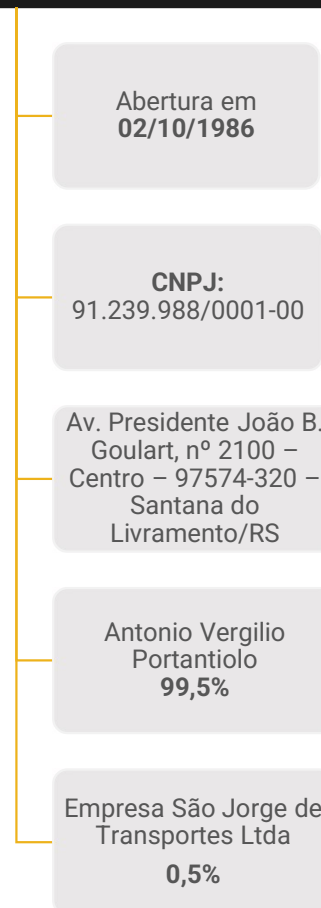 Abertura em
02/10/1986
CNPJ:
91.239.988/0001-00
Av. Presidente João B.
Goulart, nº 2100 –
Centro – 97574-320 –
Santana do
Livramento/RS
Antonio Vergilio
Portantiolo
99,5%
Empresa São Jorge de
Transportes Ltda
0,5%